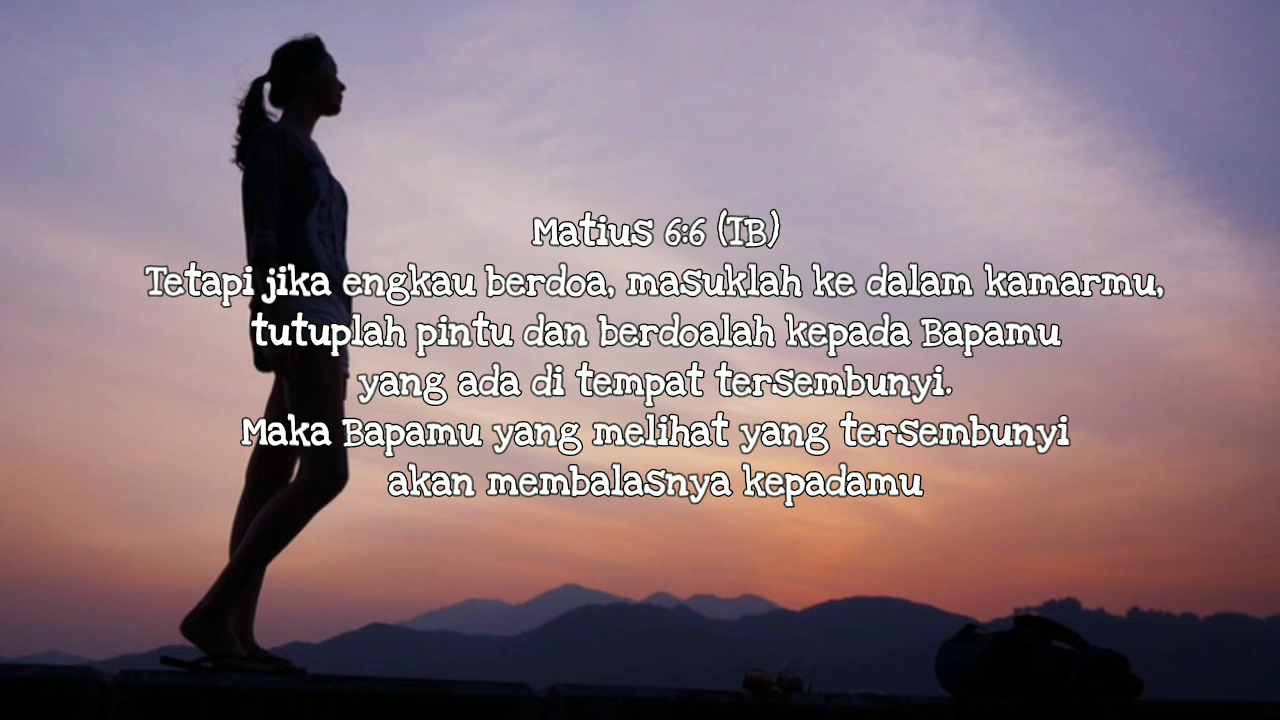 Matius 6:6 (TB)
Tetapi jika engkau berdoa, masuklah ke dalam kamarmu,
tutuplah pintu dan berdoalah kepada Bapamu
yang ada di tempat tersembunyi.
Maka Bapamu yang melihat yang tersembunyi
akan membalasnya kepadamu